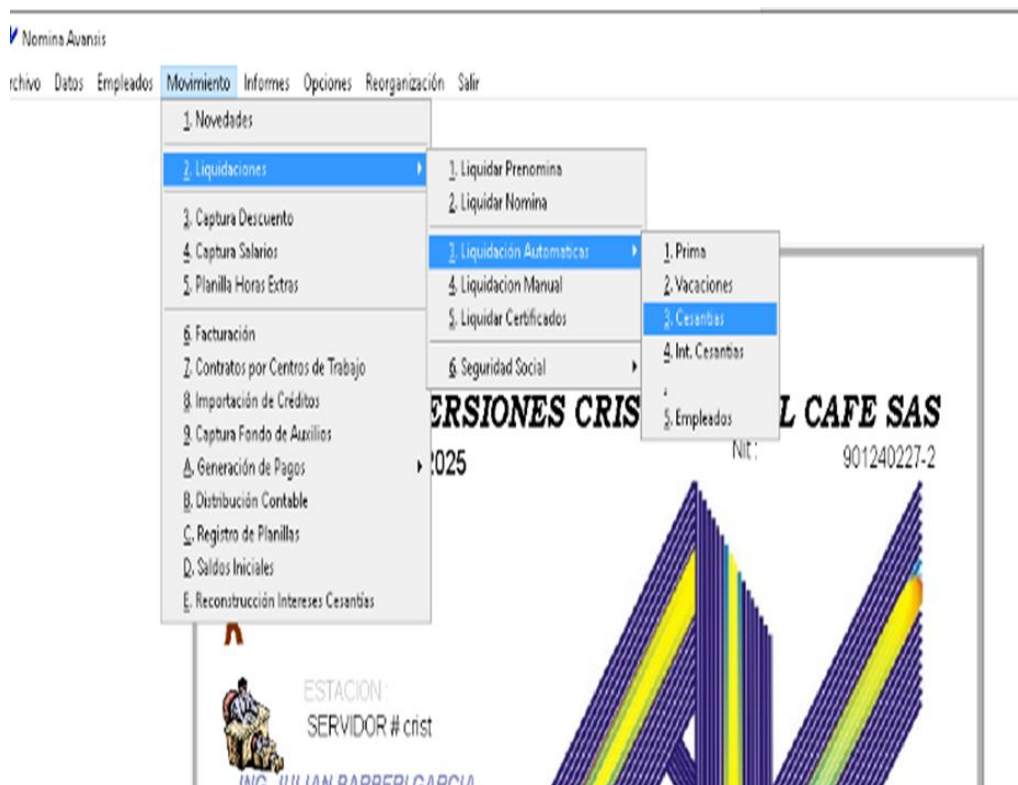 Nomina Avansis
rchivo Datos Empleados Movimiento Informes Opciones Reorganización Salir
1. Novedades
2. Liquidaciones
3. Captura Descuento
4. Captura Salarios
5. Planilla Horas Extras
6. Facturación
7. Contratos por Centros de Trabajo
8. Importación de Créditos
9. Captura Fondo de Auxilios
A. Generación de Pagos
B. Distribución Contable
C. Registro de Planillas
D. Saldos Iniciales
E. Reconstrucción Intereses Cesantías
1. Liquidar Prenomina
2. Liquidar Nomina
3. Liquidación Automaticas
4. Liquidacion Manual
5. Liquidar Certificados
6. Seguridad Social
1. Prima
2. Vacaciones
3. Cesantias
4. Int. Cesantias
.
5. Empleados
ERSIONES CRIS L CAFE SAS
2025
Nit : 901240227-2
ESTACION :
SERVIDOR # crist
ING. JULIAN BARBERI GARCIA